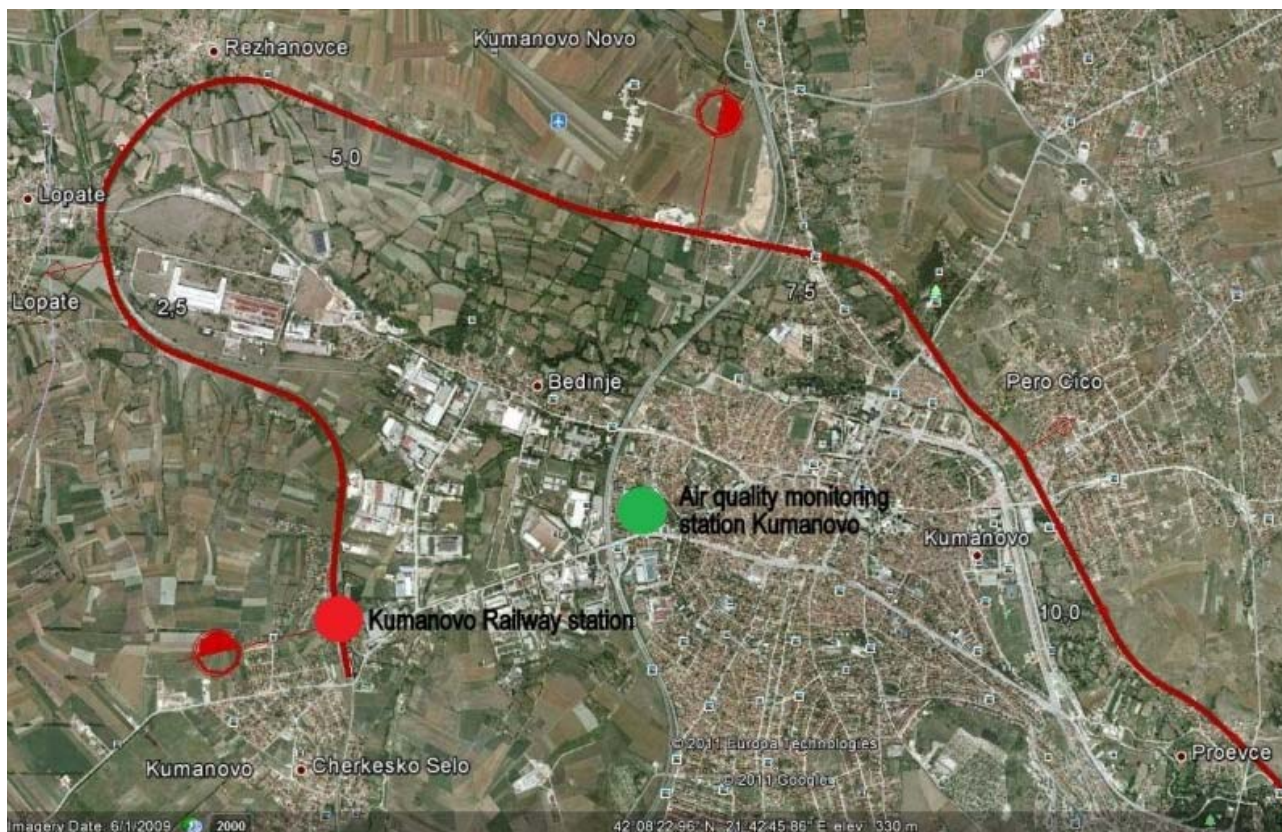 Rezhanovce
Kumanovo Novo
5,0
Lopate
Lopate
2,5
7,5
Bedinje
Pero Cico
Air quality monitoring
station Kumanovo
Kumanovo
Kumanovo Railway station
10,0
Kumanovo
Cherkesko Selo
Proevce
© 2011 Europa Technologies
© 2011 Google
Imagery Date: 6/1/2009
2000
42°08'22.96" N 21°42'45.86" E elev 330 m